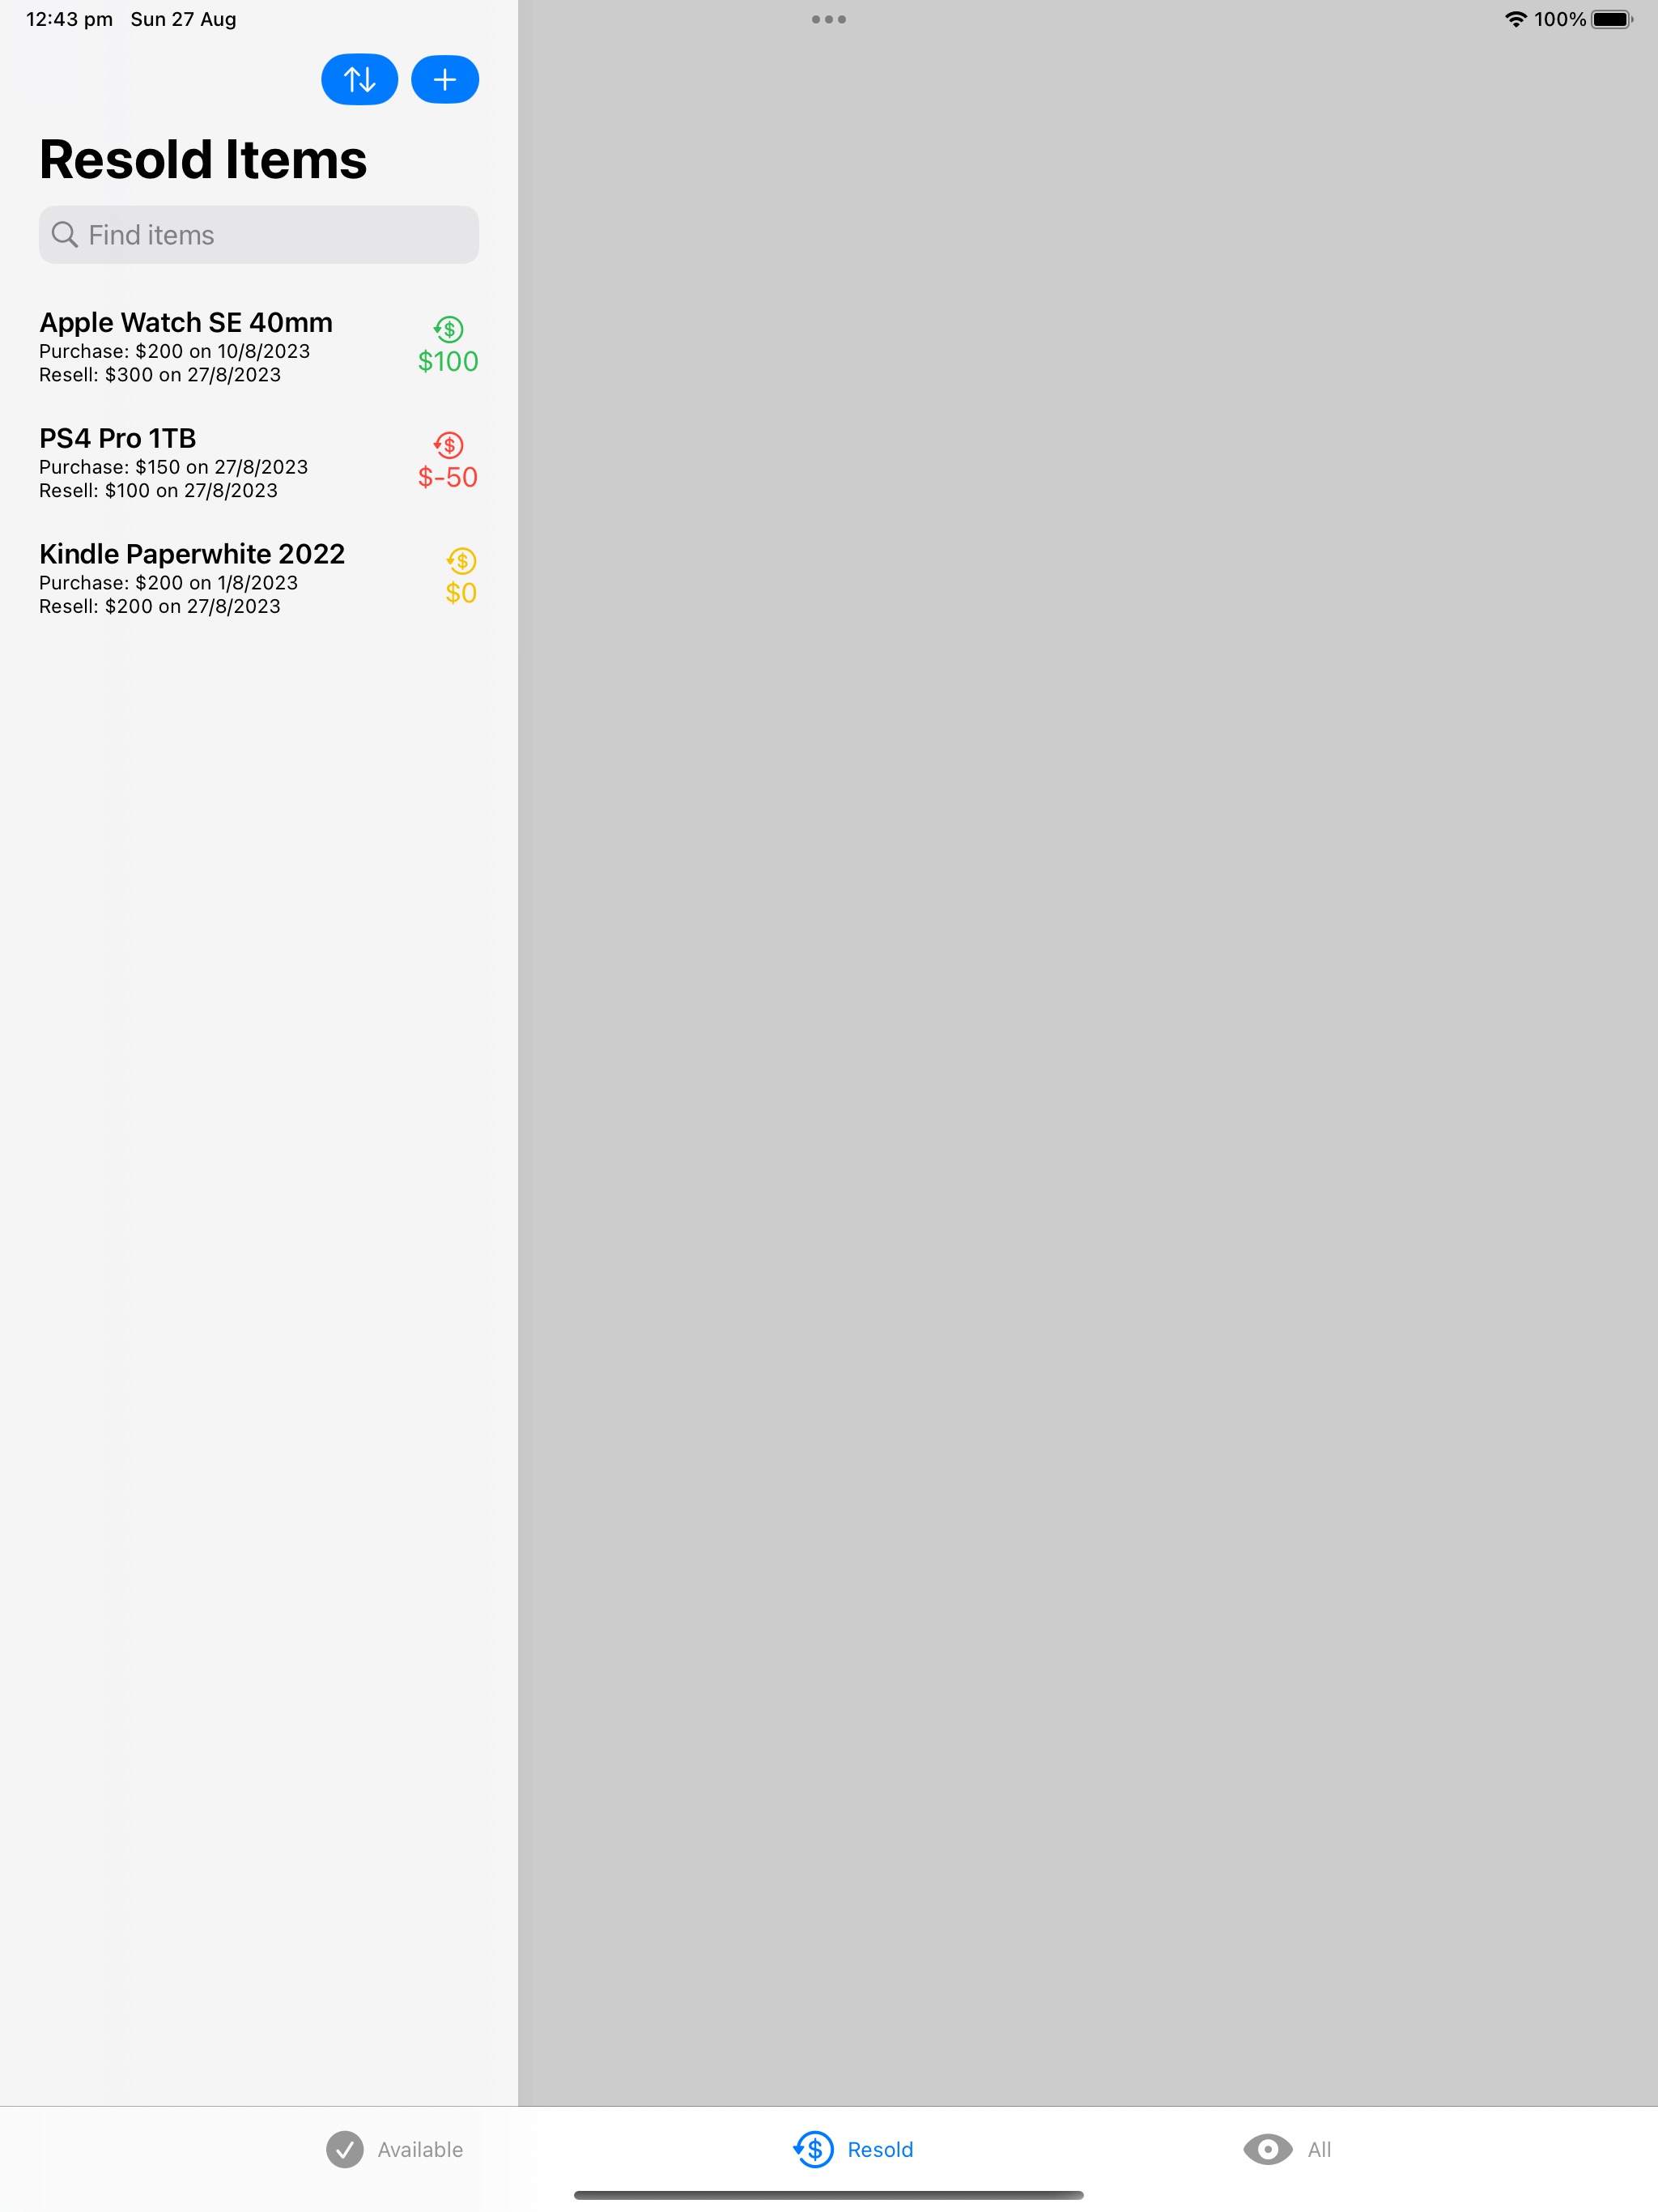 12:43 pm Sun 27 Aug
100%
Resold Items
Find items
Apple Watch SE 40mm
Purchase: $200 on 10/8/2023
Resell: $300 on 27/8/2023
$100
PS4 Pro 1TB
Purchase: $150 on 27/8/2023
Resell: $100 on 27/8/2023
$-50
Kindle Paperwhite 2022
Purchase: $200 on 1/8/2023
Resell: $200 on 27/8/2023
$0
Available
Resold
All